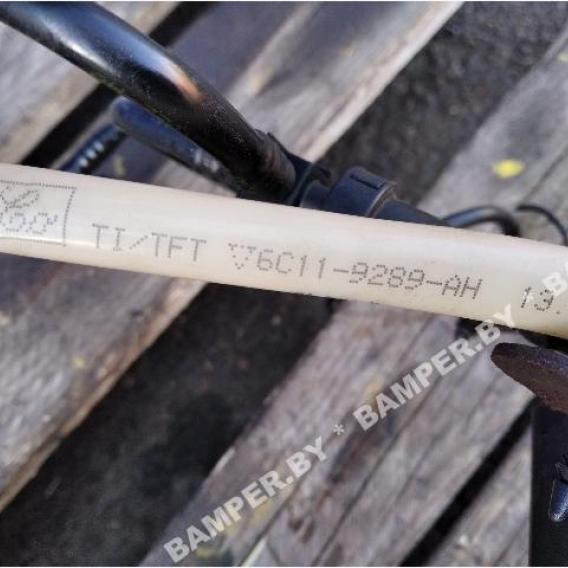 TI/TFT ▽6C11-9289-AH 13.
BAMPER.BY * BAMPER.BY * BAMPER.BY